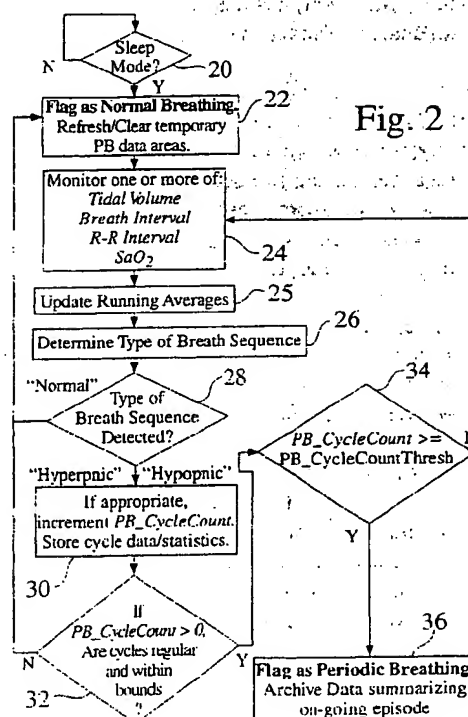 Fig. 2
Sleep
Mode?
N
Y
20
Flag as Normal Breathing.
Refresh/Clear temporary
PB data areas.
22
Monitor one or more of:
Tidal Volume
Breath Interval
R-R Interval
SaO2
24
Update Running Averages
25
Determine Type of Breath Sequence
26
"Normal"
Type of
Breath Sequence
Detected?
28
"Hyperpnic" "Hypopnic"
If appropriate,
increment PB_CycleCount.
Store cycle data/statistics.
30
If
PB_CycleCount > 0,
Are cycles regular
and within
bounds
?
N
Y
32
34
PB_CycleCount >=
PB_CycleCountThresh
Y
36
Flag as Periodic Breathing
Archive Data summarizing
on-going episode